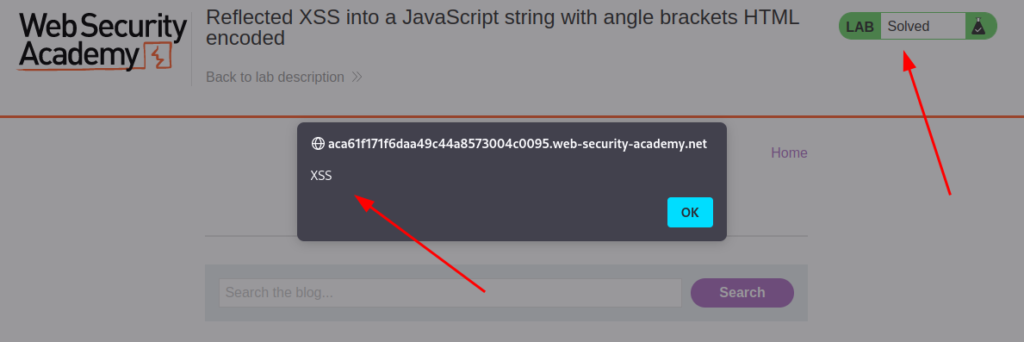 Web Security
Academy
Reflected XSS into a JavaScript string with angle brackets HTML
encoded
Back to lab description
LAB Solved
aca61f171f6daa49c44a8573004c0095.web-security-academy.net
XSS
OK
Home
Search the blog...
Search